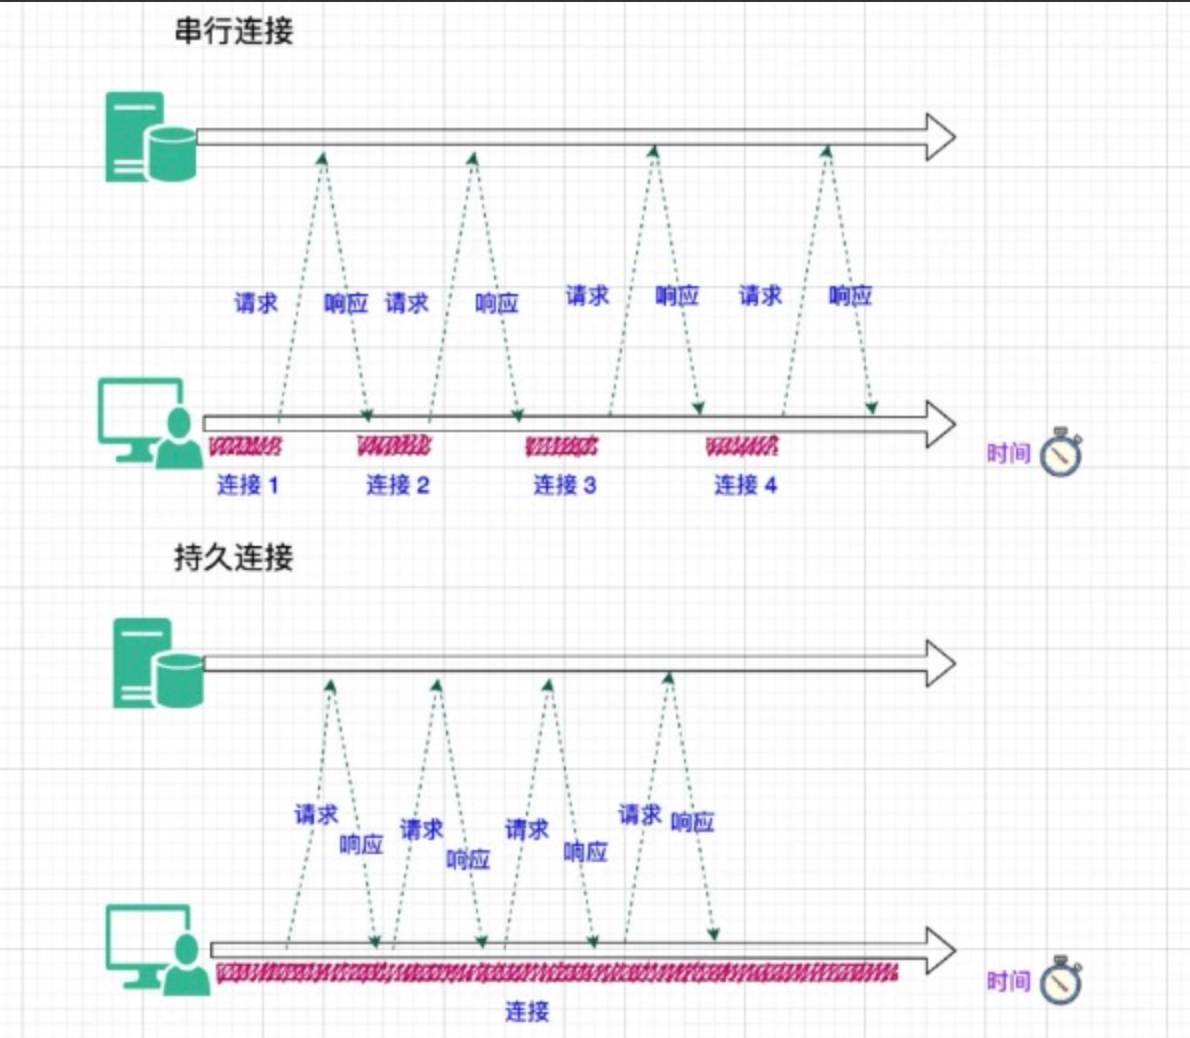 串行连接
请求 响应 请求 响应 请求 响应 请求 响应
连接 1 连接 2 连接 3 连接 4
时间
持久连接
请求 响应 请求 响应 请求 响应 请求 响应
连接
时间